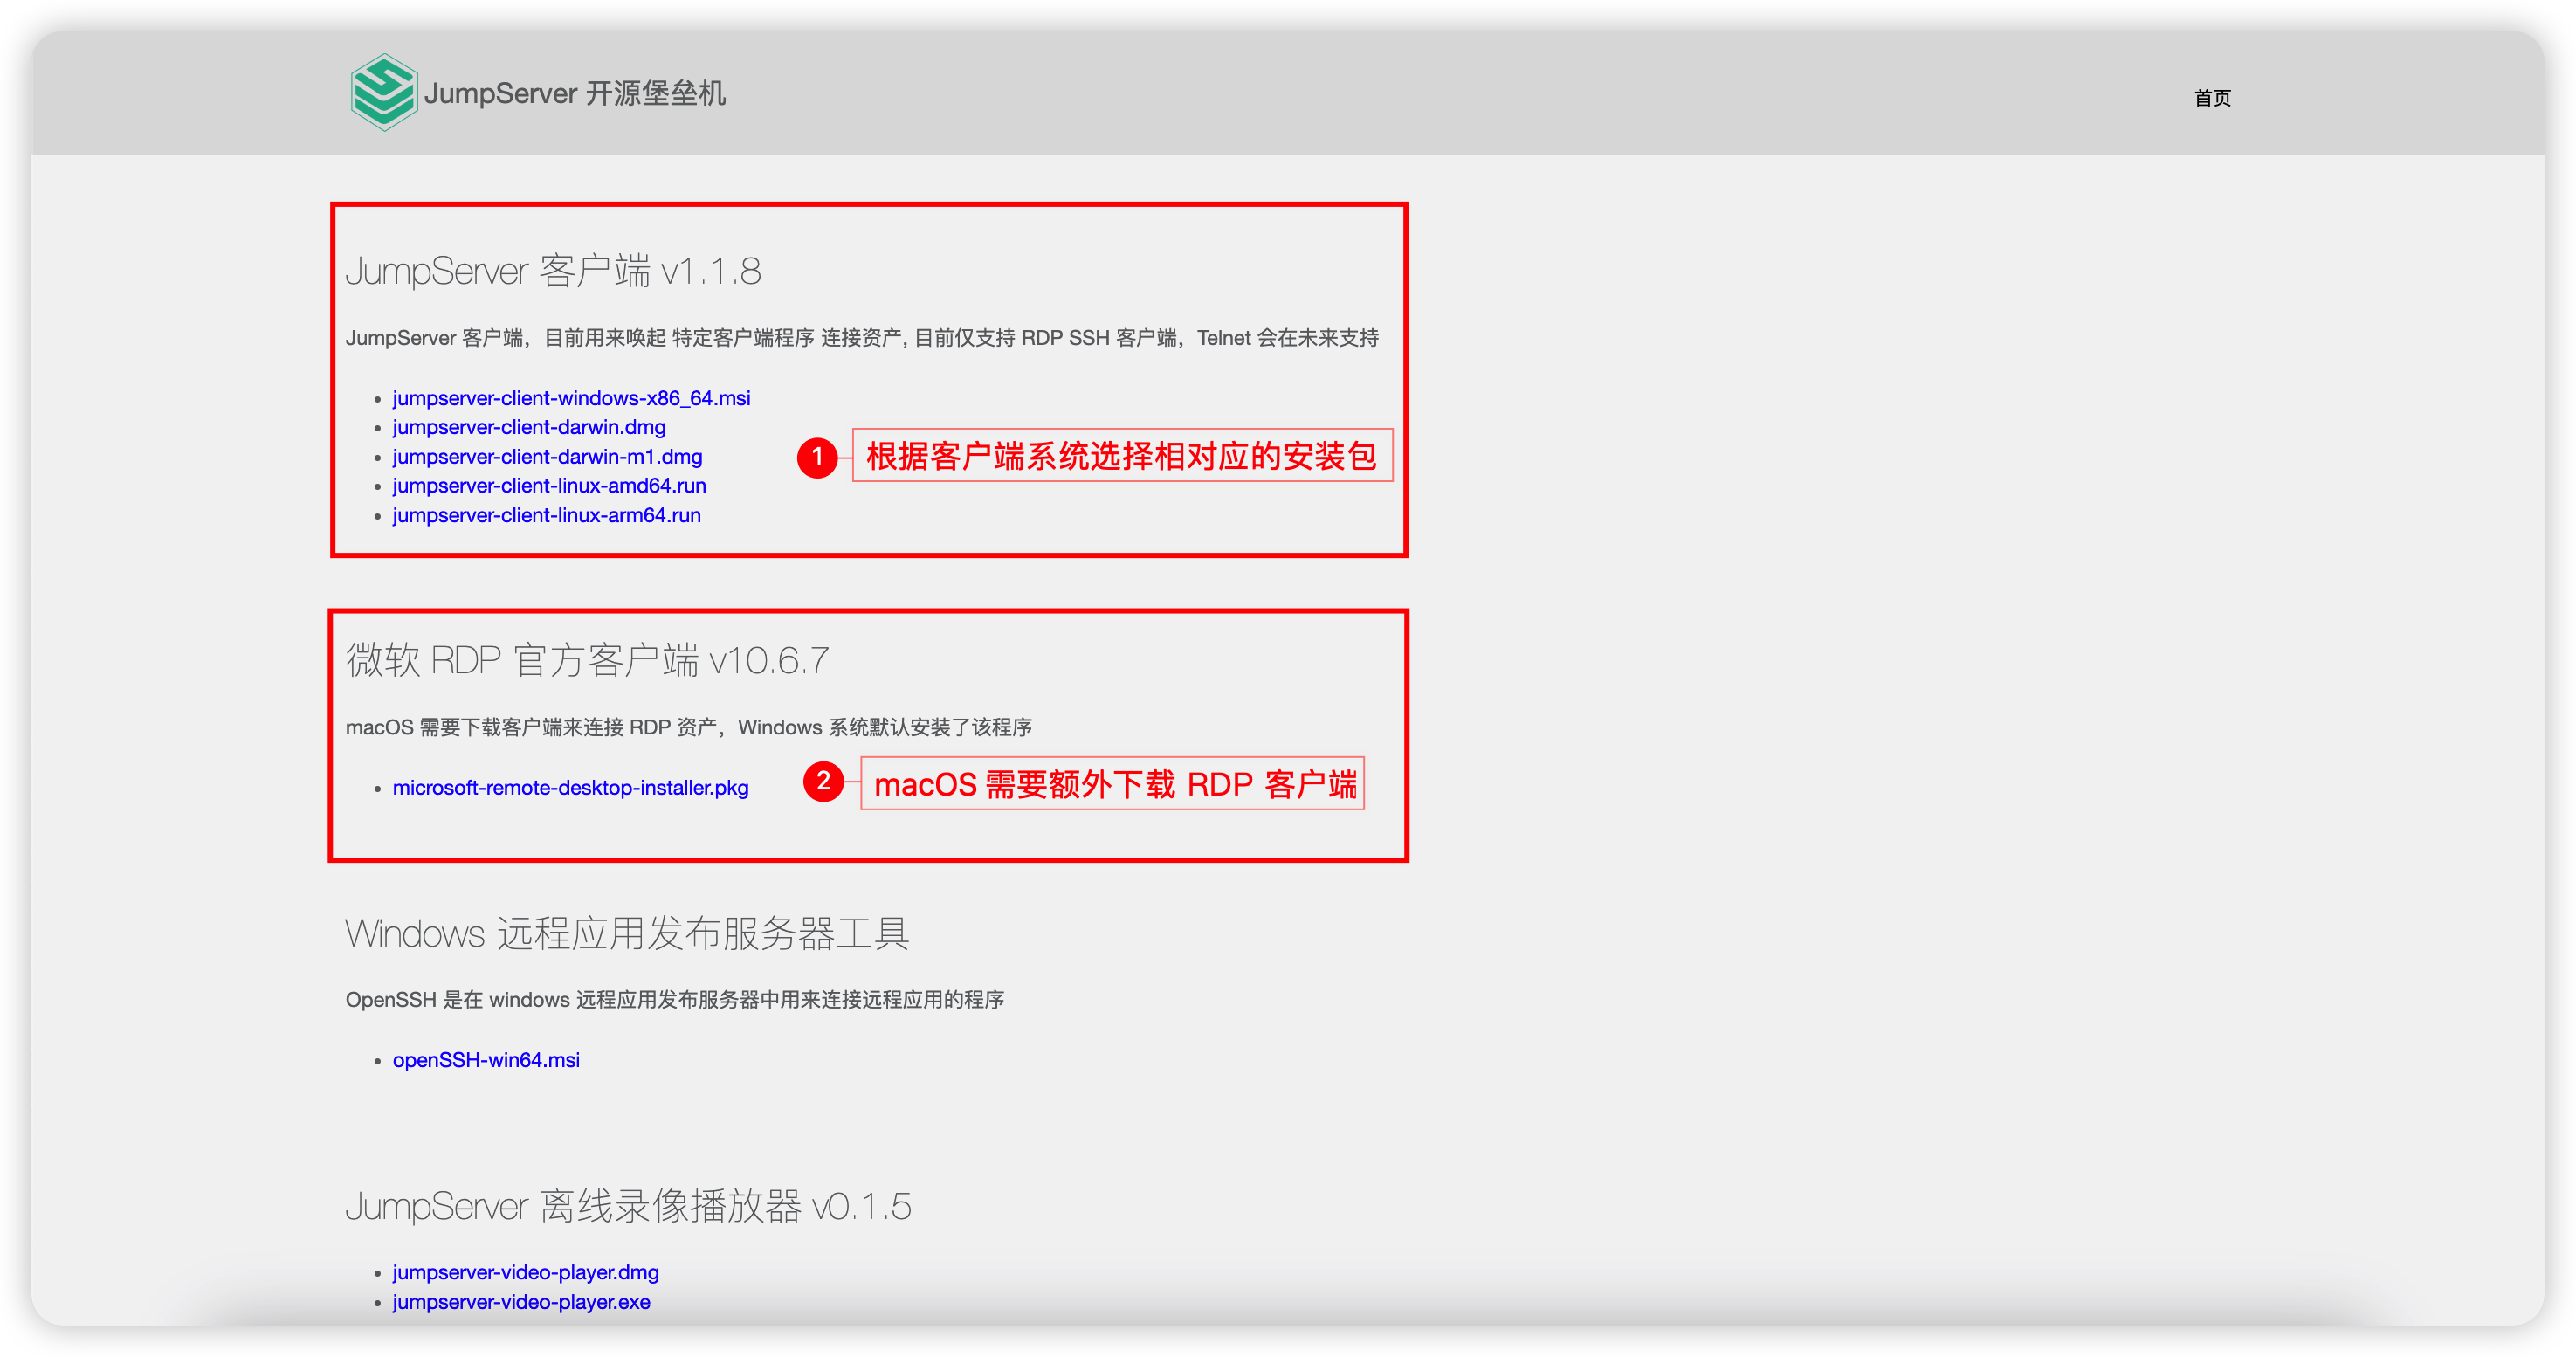 JumpServer 开源堡垒机
首页
JumpServer 客户端 v1.1.8
JumpServer 客户端，目前用来唤起 特定客户端程序 连接资产, 目前仅支持 RDP SSH 客户端，Telnet 会在未来支持
jumpserver-client-windows-x86_64.msi
jumpserver-client-darwin.dmg
jumpserver-client-darwin-m1.dmg
1 根据客户端系统选择相对应的安装包
jumpserver-client-linux-amd64.run
jumpserver-client-linux-arm64.run
微软 RDP 官方客户端 v10.6.7
macOS 需要下载客户端来连接 RDP 资产，Windows 系统默认安装了该程序
microsoft-remote-desktop-installer.pkg
2 macOS 需要额外下载 RDP 客户端
Windows 远程应用发布服务器工具
OpenSSH 是在 windows 远程应用发布服务器中用来连接远程应用的程序
openSSH-win64.msi
JumpServer 离线录像播放器 v0.1.5
jumpserver-video-player.dmg
jumpserver-video-player.exe